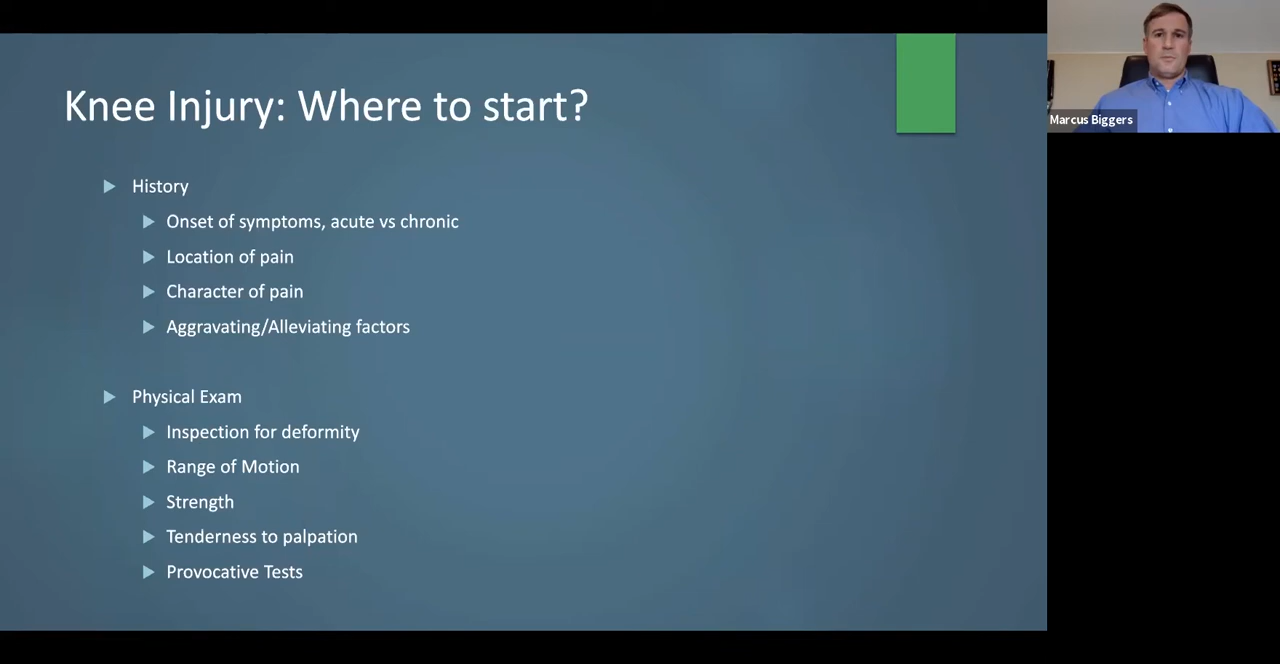 Knee Injury: Where to start?
History
Onset of symptoms, acute vs chronic
Location of pain
Character of pain
Aggravating/Alleviating factors
Physical Exam
Inspection for deformity
Range of Motion
Strength
Tenderness to palpation
Provocative Tests
Marcus Biggers